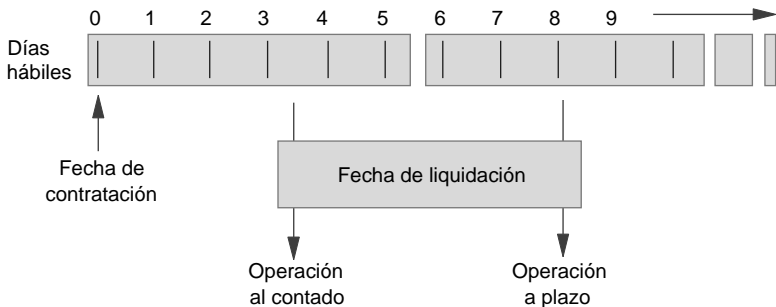 0 1 2 3 4 5 6 7 8 9
Días
hábiles
Fecha de
contratación
Fecha de liquidación
Operación
al contado
Operación
a plazo